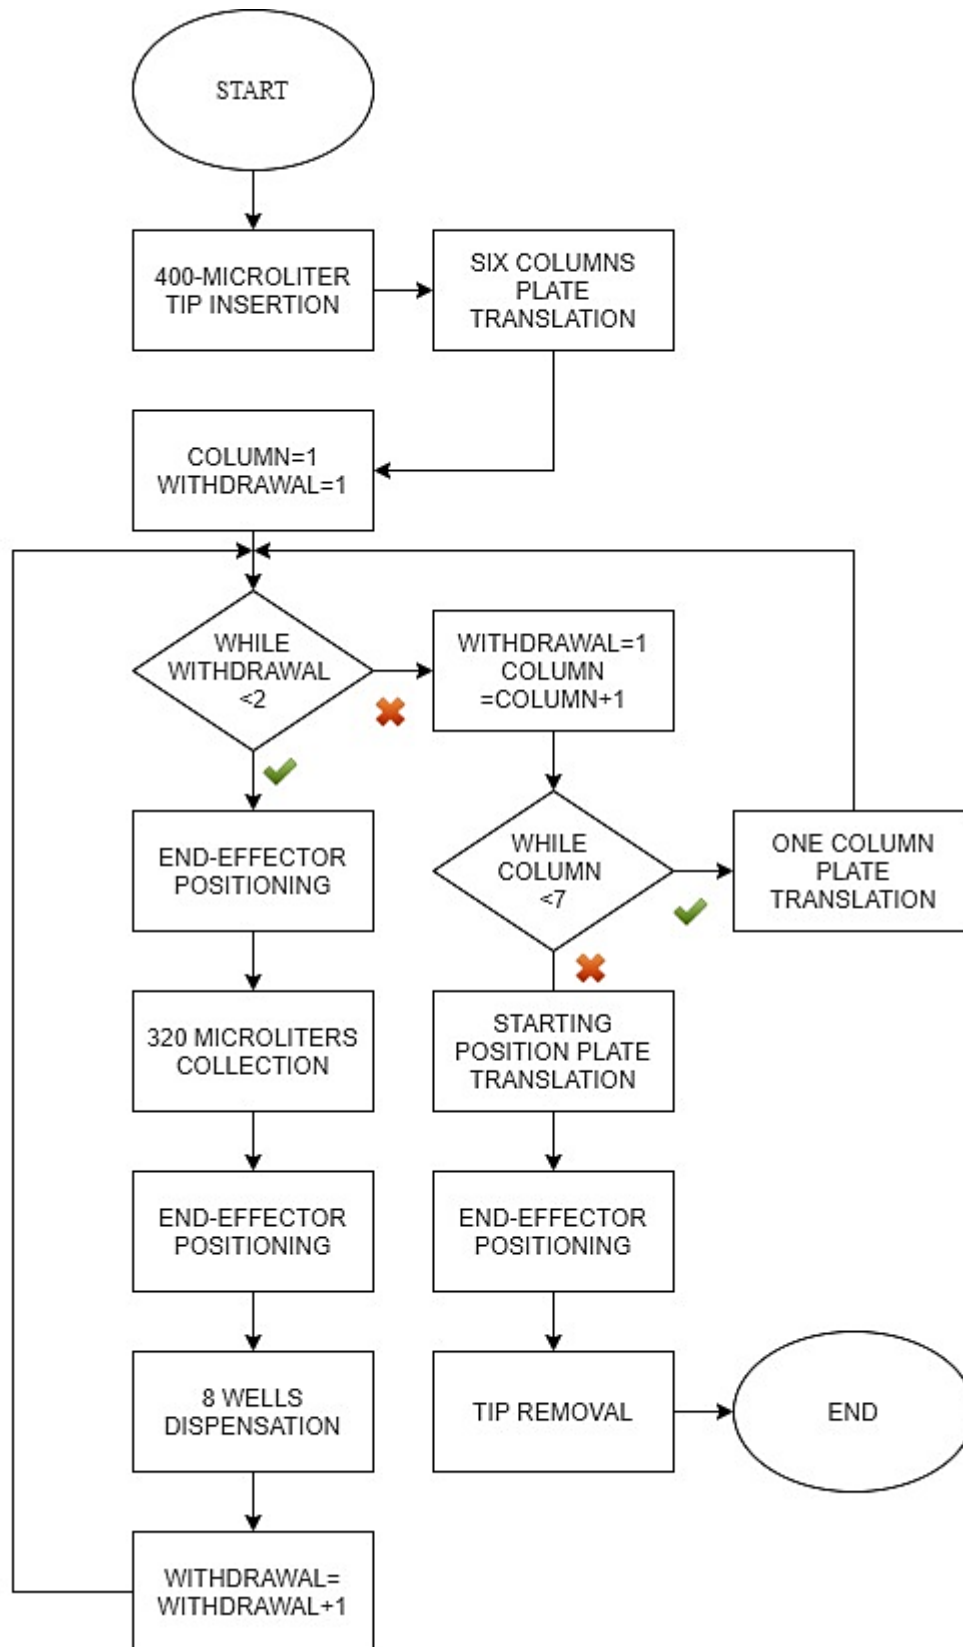 START
400-MICROLITER
TIP INSERTION
SIX COLUMNS
PLATE
TRANSLATION
COLUMN=1
WITHDRAWAL=1
WHILE
WITHDRAWAL
<2
WITHDRAWAL=1
COLUMN
=COLUMN+1
END-EFFECTOR
POSITIONING
WHILE
COLUMN
<7
ONE COLUMN
PLATE
TRANSLATION
320 MICROLITERS
COLLECTION
STARTING
POSITION PLATE
TRANSLATION
END-EFFECTOR
POSITIONING
END-EFFECTOR
POSITIONING
8 WELLS
DISPENSATION
TIP REMOVAL
END
WITHDRAWAL=
WITHDRAWAL+1